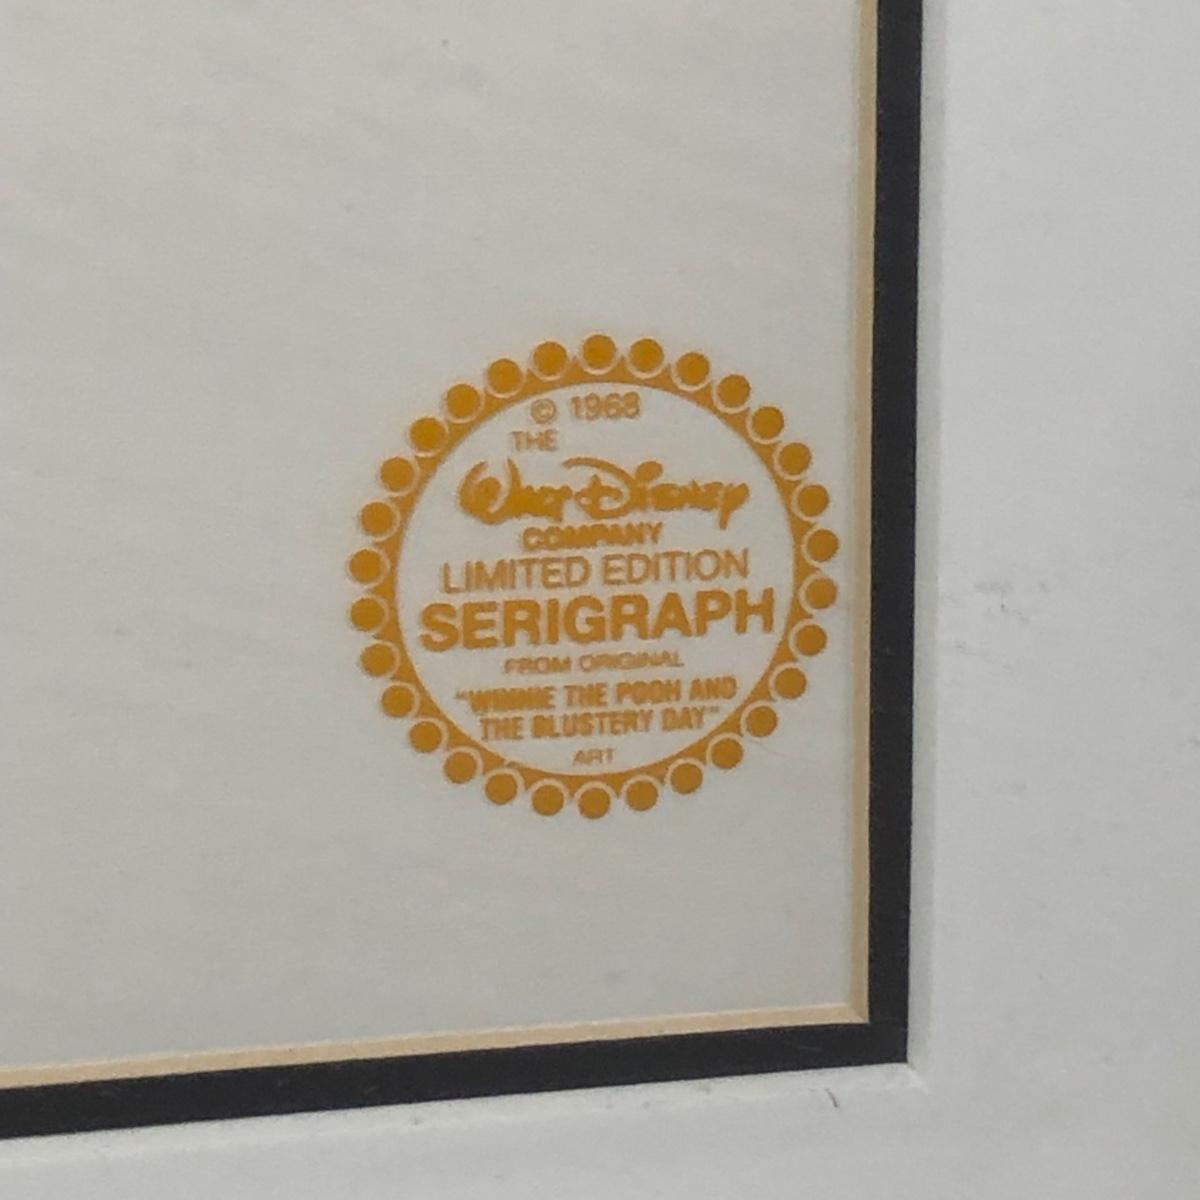 © 1968
THE
WALT DISNEY
COMPANY
LIMITED EDITION
SERIGRAPH
FROM ORIGINAL
"WINNIE THE POOH AND
THE BLUSTERY DAY"
ART